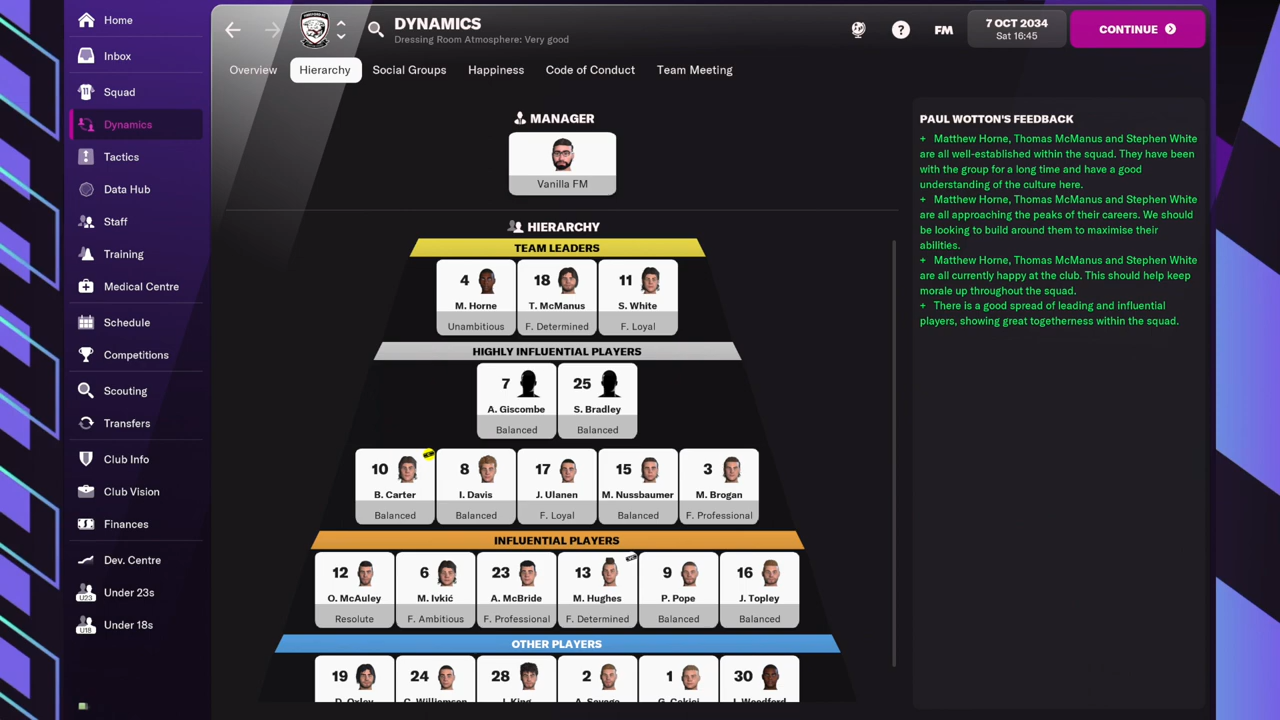 Home
Inbox
Squad
Dynamics
Tactics
Data Hub
Staff
Training
Medical Centre
Schedule
Competitions
Scouting
Transfers
Club Info
Club Vision
Finances
Dev. Centre
U23 Under 23s
U18 Under 18s
DYNAMICS
Dressing Room Atmosphere: Very good
FM
7 OCT 2034
Sat 16:45
CONTINUE
Overview Hierarchy Social Groups Happiness Code of Conduct Team Meeting
MANAGER
Vanilla FM
HIERARCHY
TEAM LEADERS
4 18 11
M. Horne T. McManus S. White
Unambitious F. Determined F. Loyal
HIGHLY INFLUENTIAL PLAYERS
7 25
A. Giscombe S. Bradley
Balanced Balanced
10 8 17 15 3
B. Carter I. Davis J. Ulanen M. Nussbaumer M. Brogan
Balanced Balanced F. Loyal Balanced F. Professional
INFLUENTIAL PLAYERS
12 6 23 13 9 16
O. McAuley M. Ivkić A. McBride M. Hughes P. Pope J. Topley
Resolute F. Ambitious F. Professional F. Determined Balanced Balanced
OTHER PLAYERS
19 24 28 2 1 30
PAUL WOTTON'S FEEDBACK
+ Matthew Horne, Thomas McManus and Stephen White
are all well-established within the squad. They have been
with the group for a long time and have a good
understanding of the culture here.
+ Matthew Horne, Thomas McManus and Stephen White
are all approaching the peaks of their careers. We should
be looking to build around them to maximise their
abilities.
+ Matthew Horne, Thomas McManus and Stephen White
are all currently happy at the club. This should help keep
morale up throughout the squad.
+ There is a good spread of leading and influential
players, showing great togetherness within the squad.